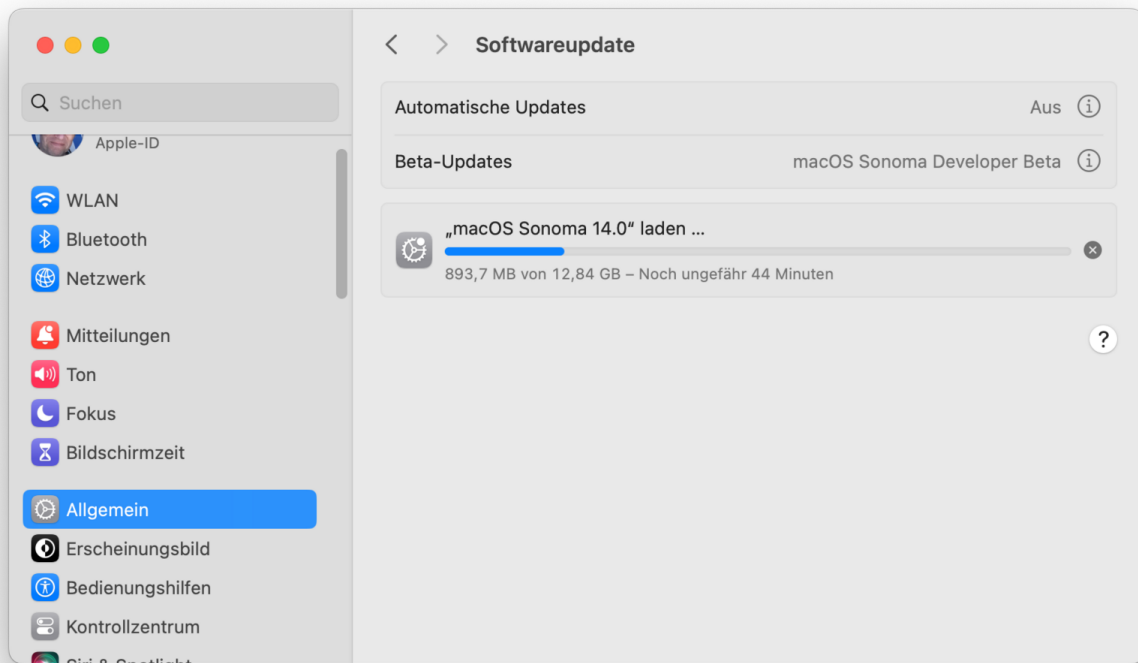 Softwareupdate
Suchen
Apple-ID
WLAN
Bluetooth
Netzwerk
Mitteilungen
Ton
Fokus
Bildschirmzeit
Allgemein
Erscheinungsbild
Bedienungshilfen
Kontrollzentrum
Siri & Spotlight
Automatische Updates Aus
Beta-Updates macOS Sonoma Developer Beta
„macOS Sonoma 14.0“ laden ...
893,7 MB von 12,84 GB – Noch ungefähr 44 Minuten
?